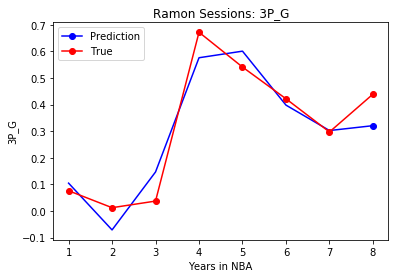 Ramon Sessions: 3P_G
Prediction
True
0.7
0.6
0.5
0.4
0.3
0.2
0.1
0.0
−0.1
3P_G
1 2 3 4 5 6 7 8
Years in NBA